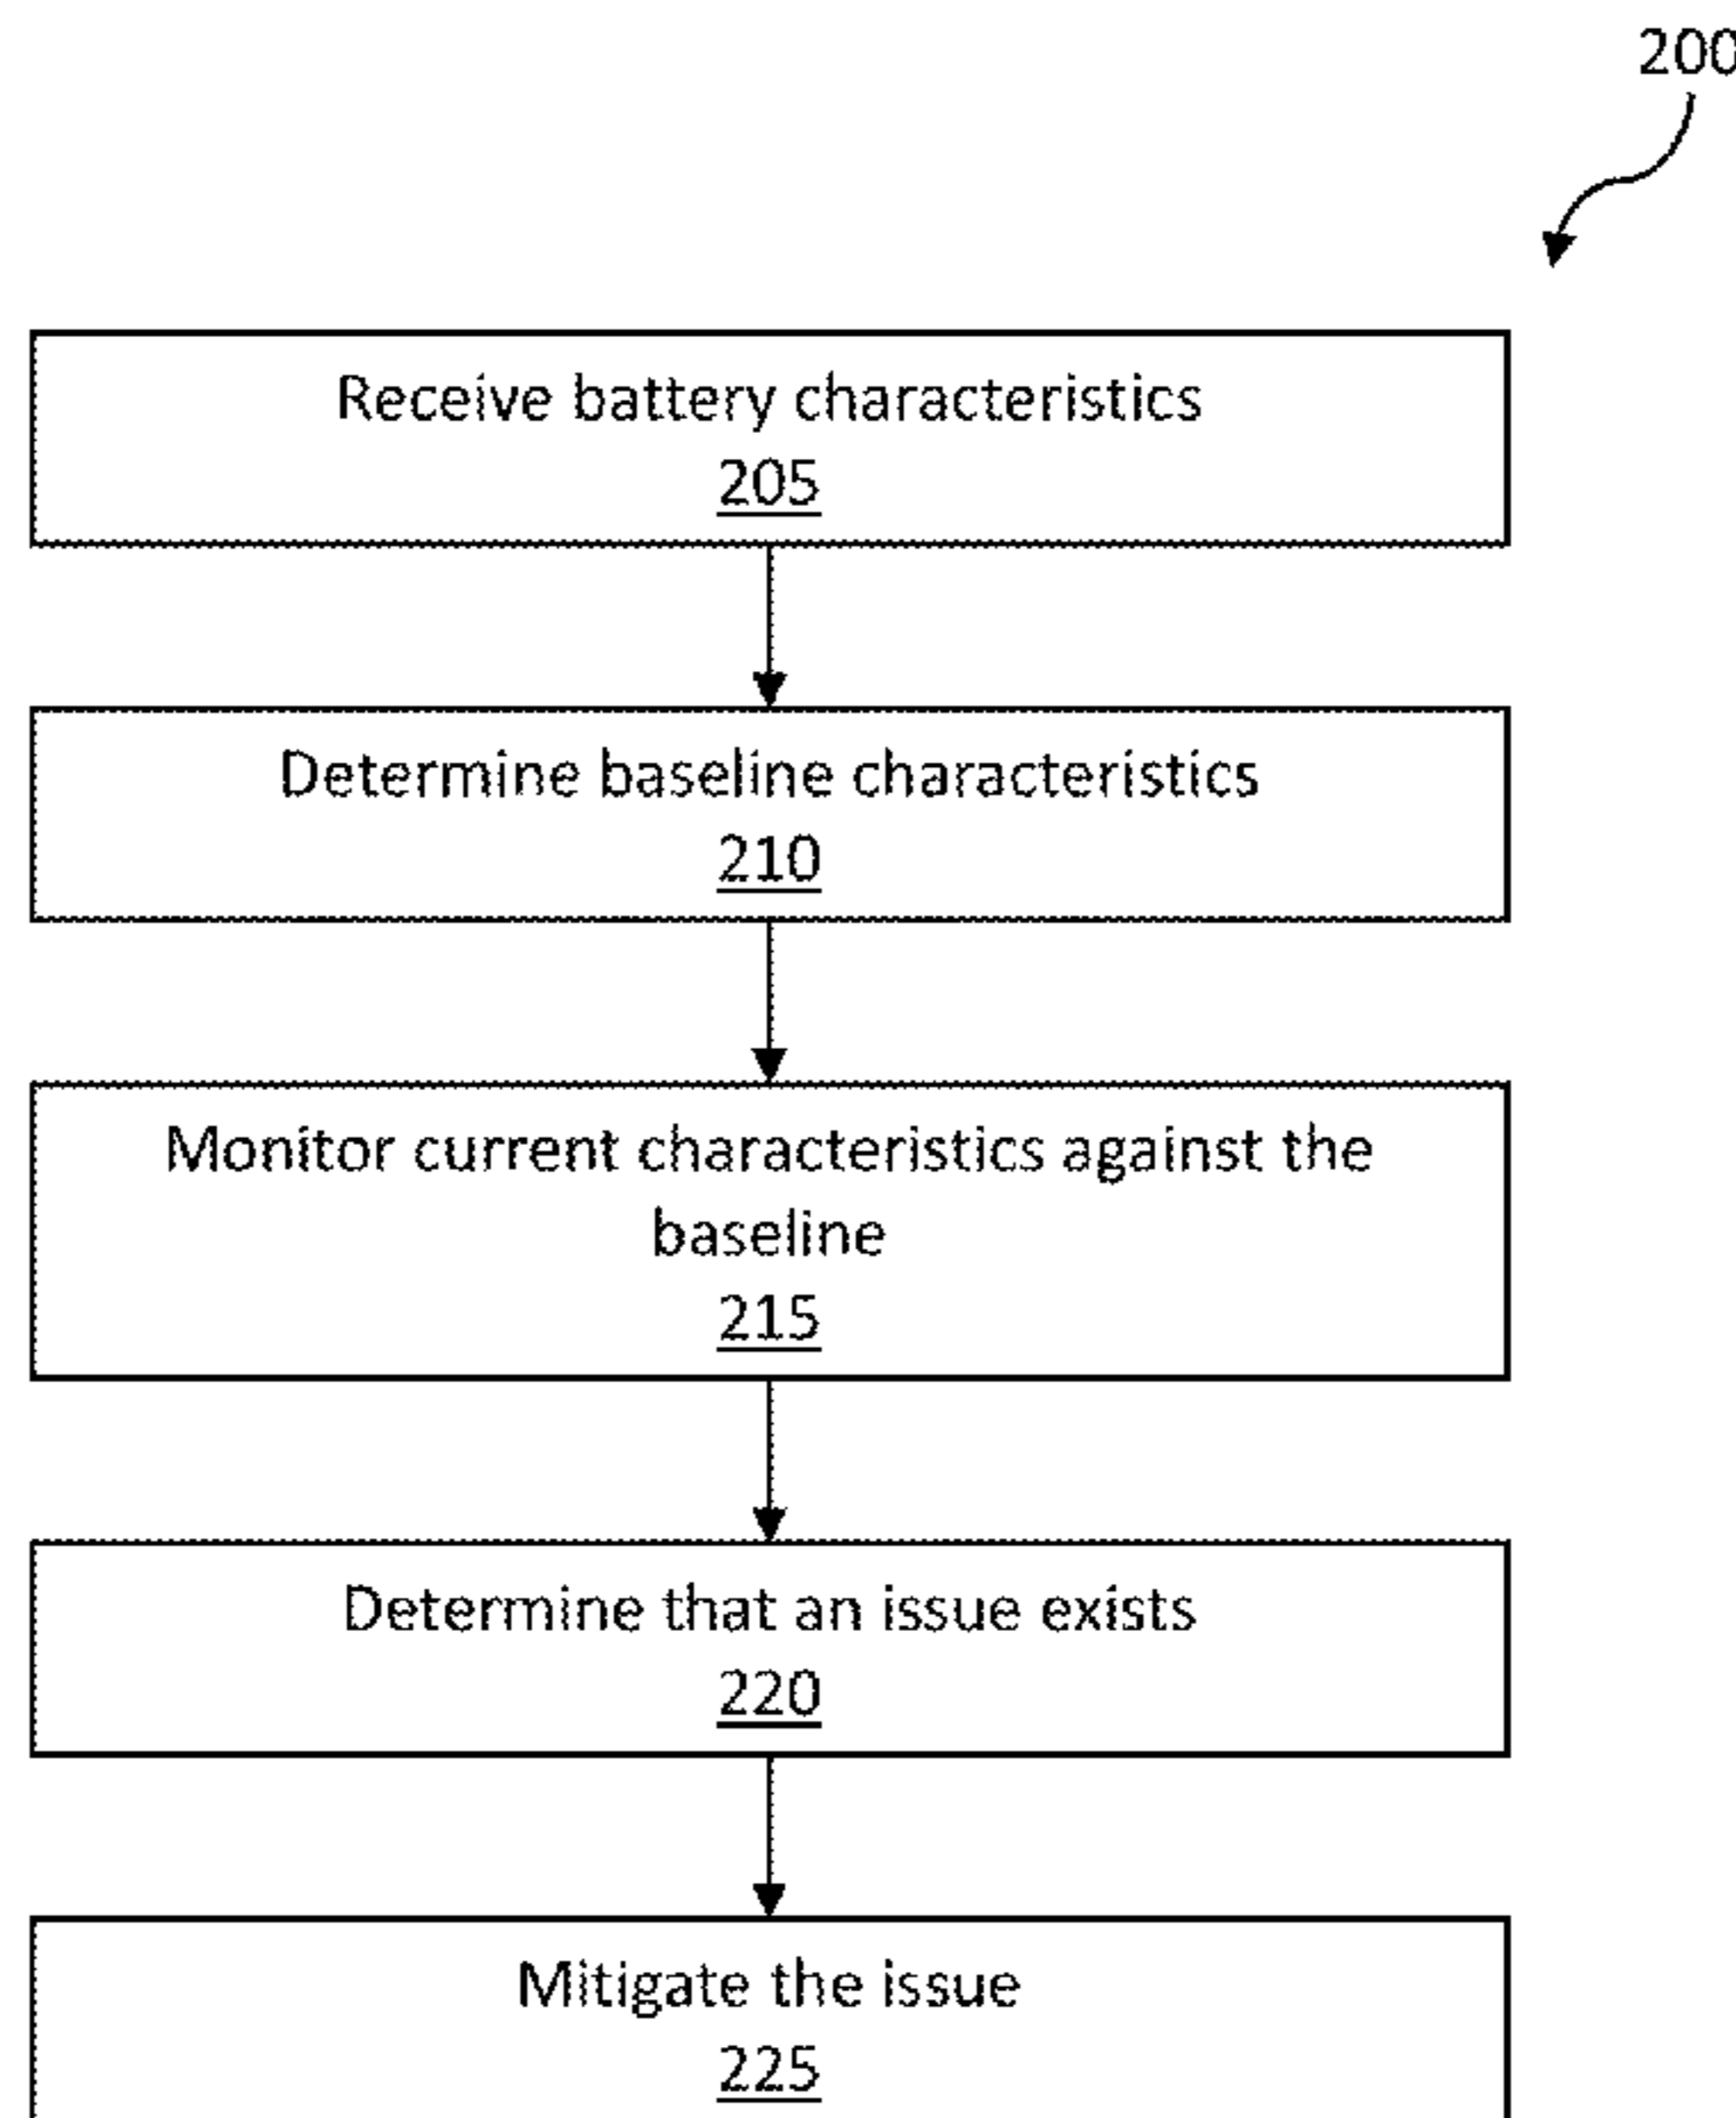 200
Receive battery characteristics
205
Determine baseline characteristics
210
Monitor current characteristics against the
baseline
215
Determine that an issue exists
220
Mitigate the issue
225